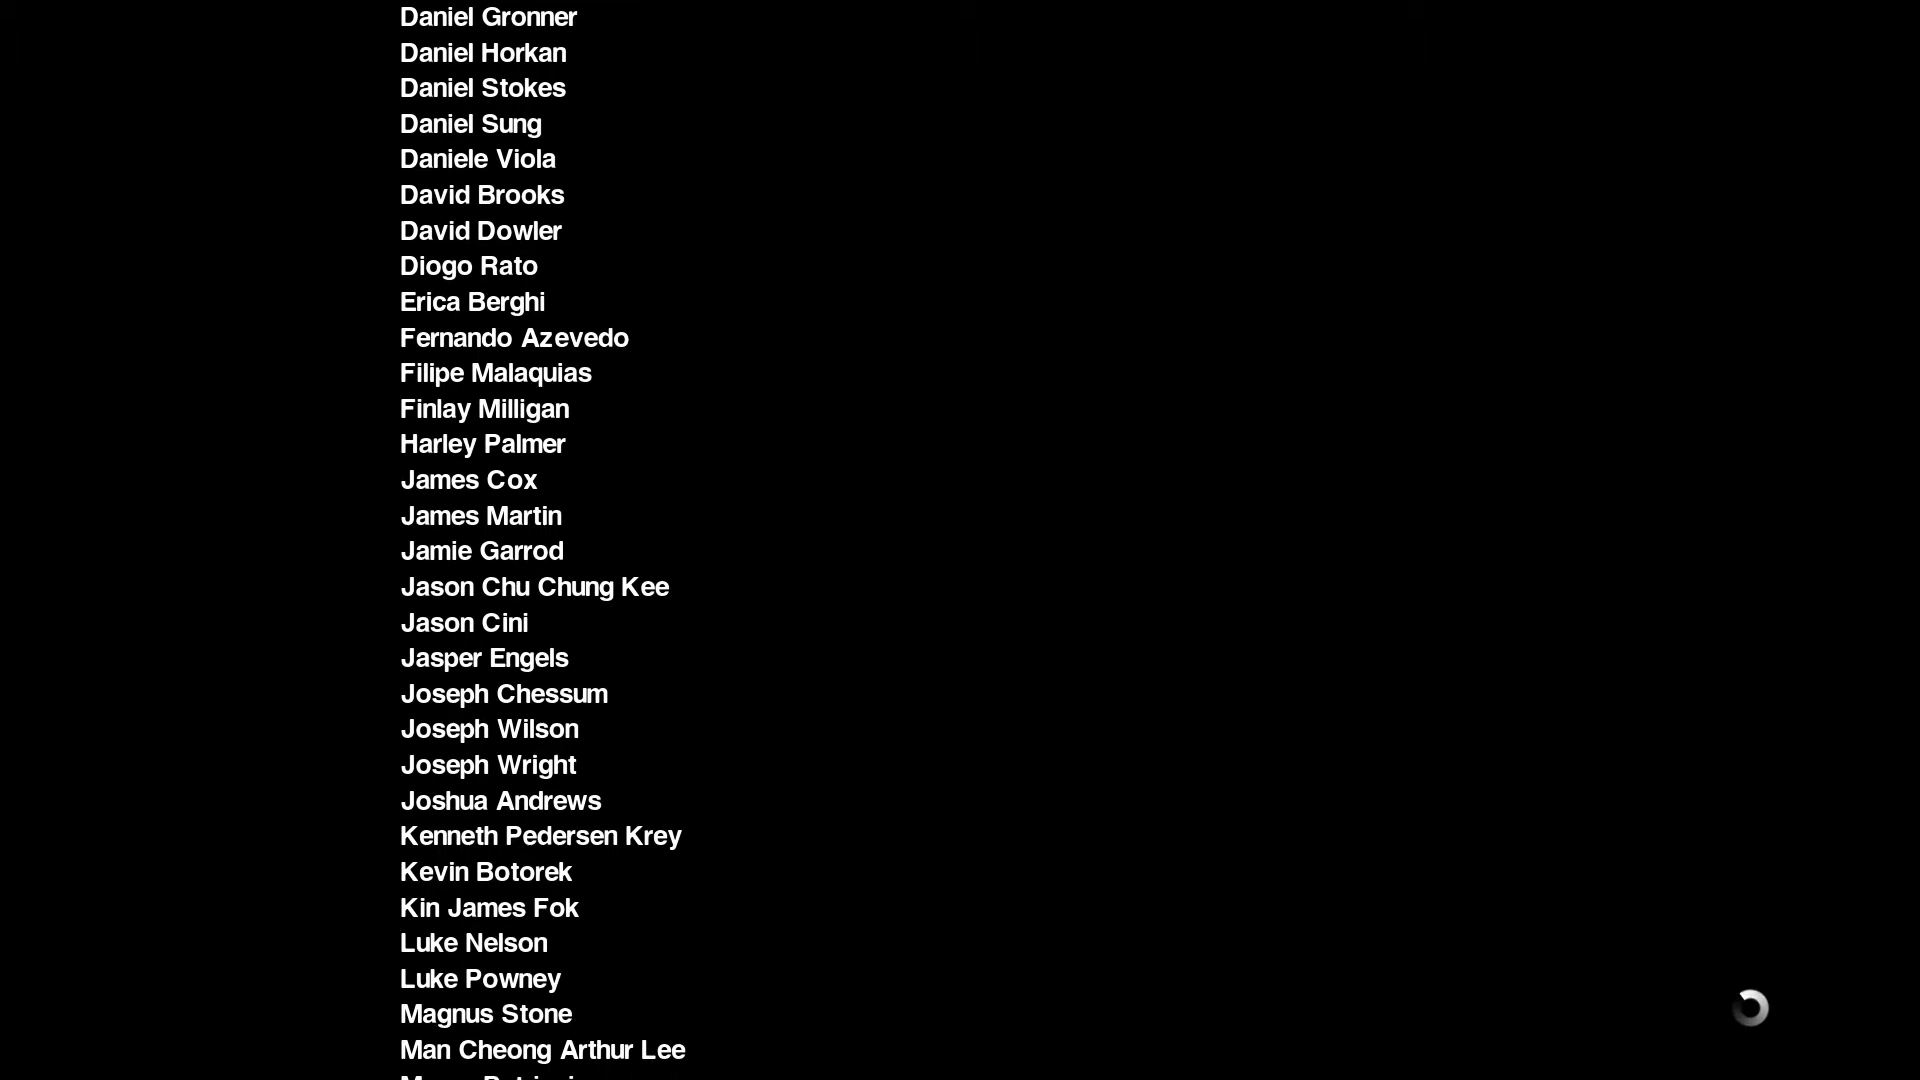 Daniel Gronner
Daniel Horkan
Daniel Stokes
Daniel Sung
Daniele Viola
David Brooks
David Dowler
Diogo Rato
Erica Berghi
Fernando Azevedo
Filipe Malaquias
Finlay Milligan
Harley Palmer
James Cox
James Martin
Jamie Garrod
Jason Chu Chung Kee
Jason Cini
Jasper Engels
Joseph Chessum
Joseph Wilson
Joseph Wright
Joshua Andrews
Kenneth Pedersen Krey
Kevin Botorek
Kin James Fok
Luke Nelson
Luke Powney
Magnus Stone
Man Cheong Arthur Lee